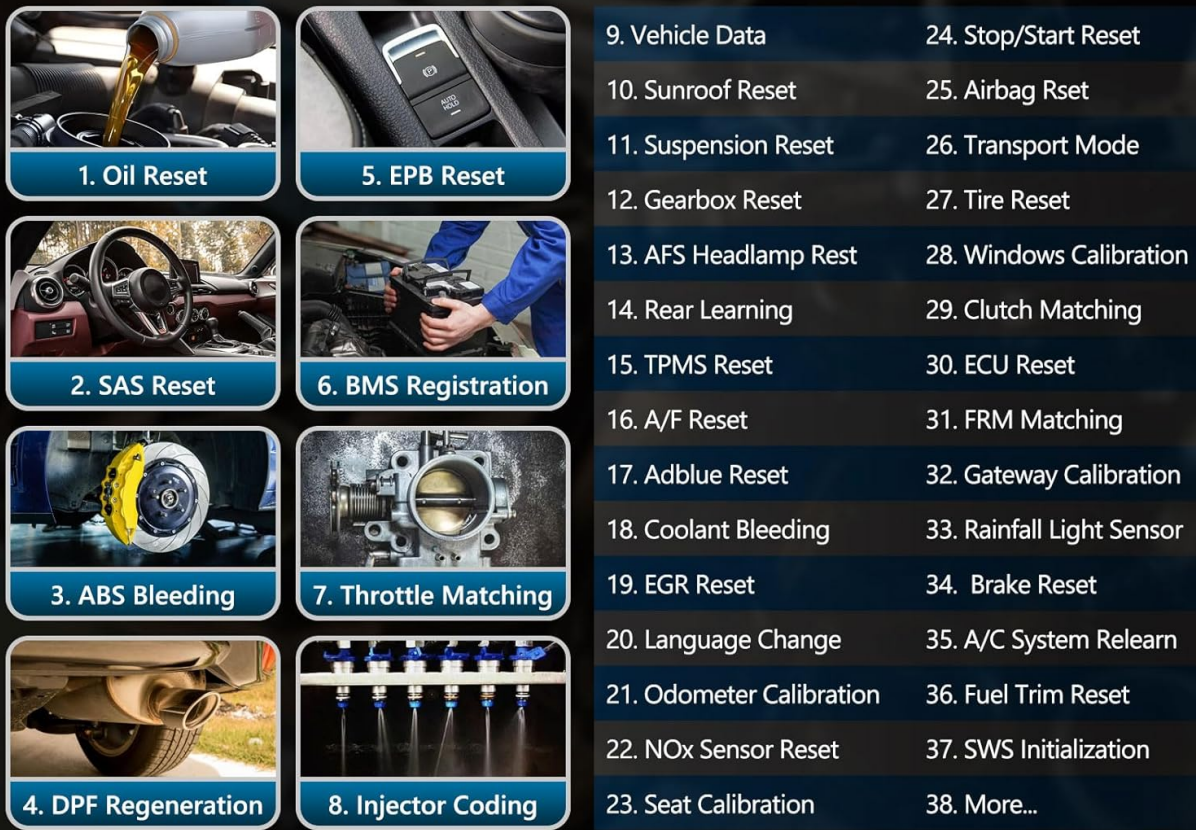 1. Oil Reset
5. EPB Reset
2. SAS Reset
6. BMS Registration
3. ABS Bleeding
7. Throttle Matching
4. DPF Regeneration
8. Injector Coding
AUTO
HOLD
9. Vehicle Data
10. Sunroof Reset
11. Suspension Reset
12. Gearbox Reset
13. AFS Headlamp Rest
14. Rear Learning
15. TPMS Reset
16. A/F Reset
17. Adblue Reset
18. Coolant Bleeding
19. EGR Reset
20. Language Change
21. Odometer Calibration
22. NOx Sensor Reset
23. Seat Calibration
24. Stop/Start Reset
25. Airbag Rset
26. Transport Mode
27. Tire Reset
28. Windows Calibration
29. Clutch Matching
30. ECU Reset
31. FRM Matching
32. Gateway Calibration
33. Rainfall Light Sensor
34. Brake Reset
35. A/C System Relearn
36. Fuel Trim Reset
37. SWS Initialization
38. More...